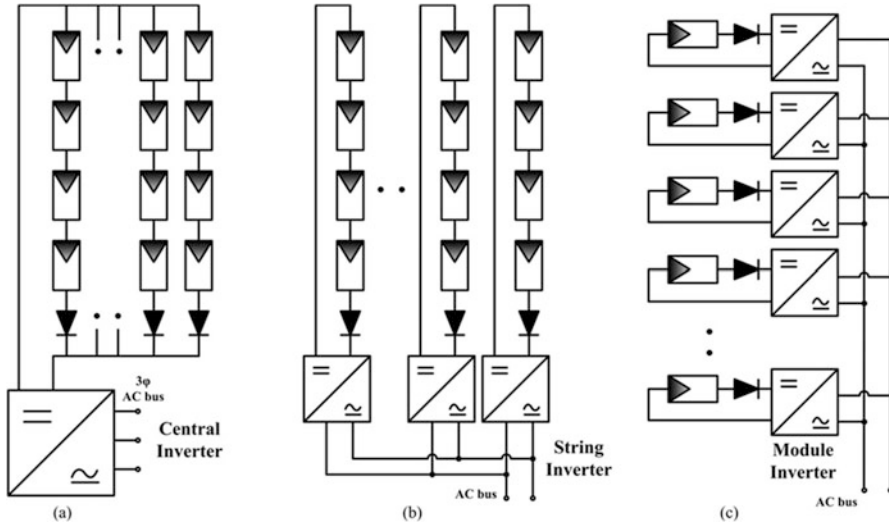 3φ
AC bus
Central
Inverter
(a)
String
Inverter
AC bus
(b)
Module
Inverter
AC bus
(c)